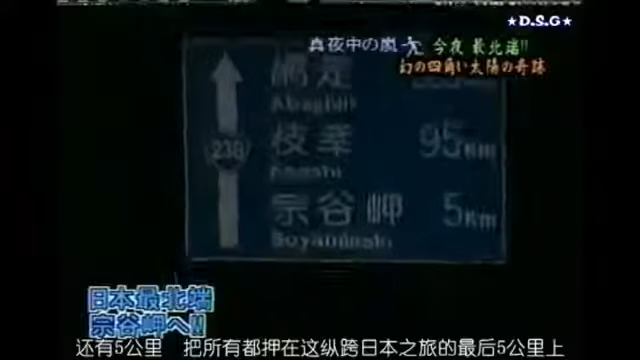 ★D.S.G★
真夜中の嵐 今夜 最北端!!
幻の四角い太陽の奇跡
網走
238
枝幸 95Km
Esashi
宗谷岬 5Km
Soyamisaki
日本最北端
宗谷岬へ!!
还有5公里 把所有都押在这纵跨日本之旅的最后5公里上